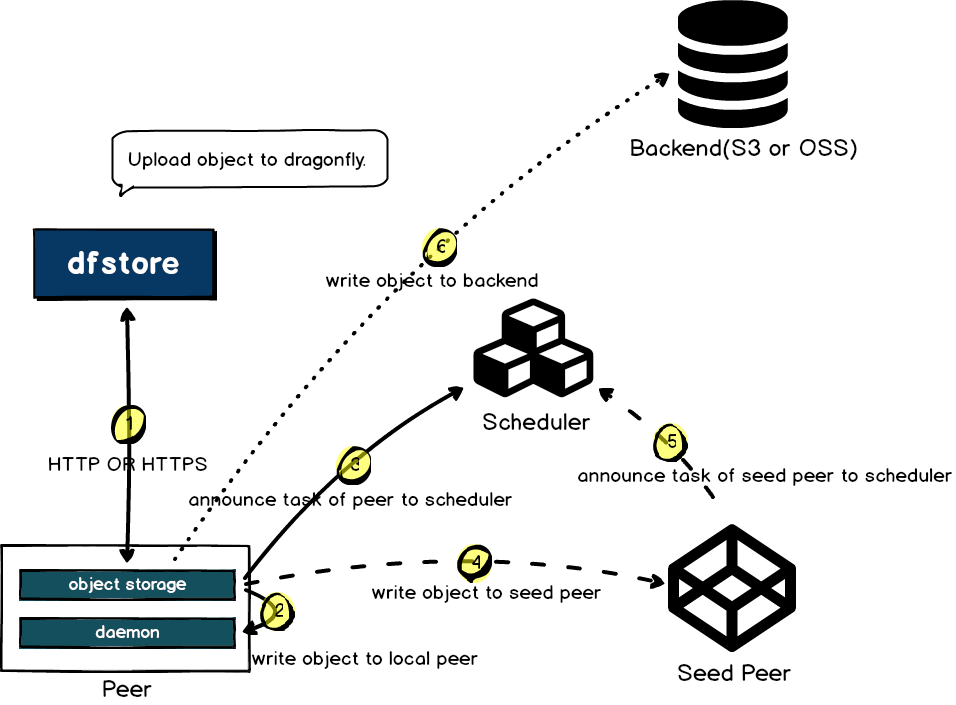 Backend(S3 or OSS)
Upload object to dragonfly.
dfstore
6
write object to backend
Scheduler
1
HTTP OR HTTPS
3
announce task of peer to scheduler
5
announce task of seed peer to scheduler
4
write object to seed peer
object storage
2
daemon
write object to local peer
Peer
Seed Peer